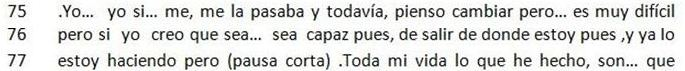 75 .Yo... yo si... me, me la pasaba y todavía, pienso cambiar pero... es muy difícil
76 pero si yo creo que sea... sea capaz pues, de salir de donde estoy pues ,y ya lo
77 estoy haciendo pero (pausa corta) .Toda mi vida lo que he hecho, son... que